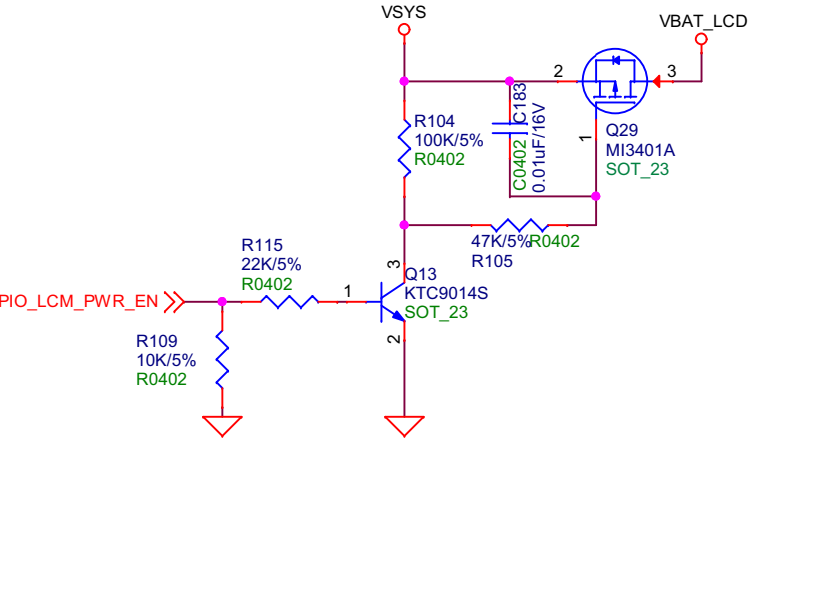 VSYS
VBAT_LCD
2
3
C183
0.01uF/16V
C0402
R104
100K/5%
R0402
1
Q29
MI3401A
SOT_23
47K/5%R0402
R105
R115
22K/5%
R0402
3
Q13
KTC9014S
SOT_23
1
PIO_LCM_PWR_EN
2
R109
10K/5%
R0402